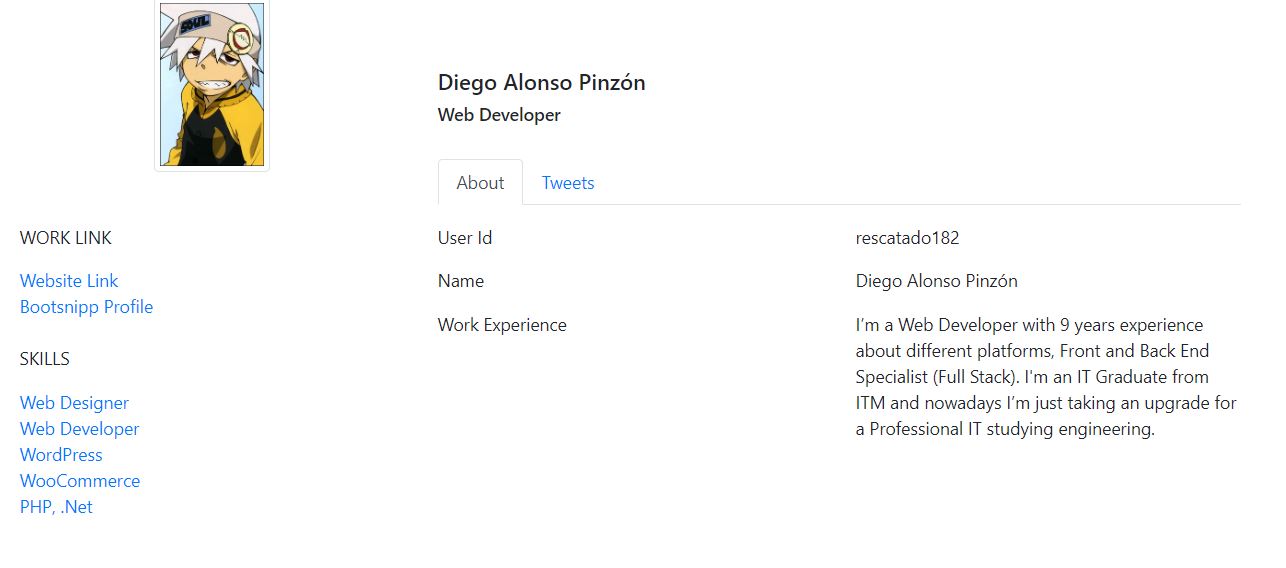 SOUL
Diego Alonso Pinzón
Web Developer
About
Tweets
WORK LINK
Website Link
Bootsnipp Profile
SKILLS
Web Designer
Web Developer
WordPress
WooCommerce
PHP, .Net
User Id
rescatado182
Name
Diego Alonso Pinzón
Work Experience
I’m a Web Developer with 9 years experience
about different platforms, Front and Back End
Specialist (Full Stack). I'm an IT Graduate from
ITM and nowadays I’m just taking an upgrade for
a Professional IT studying engineering.